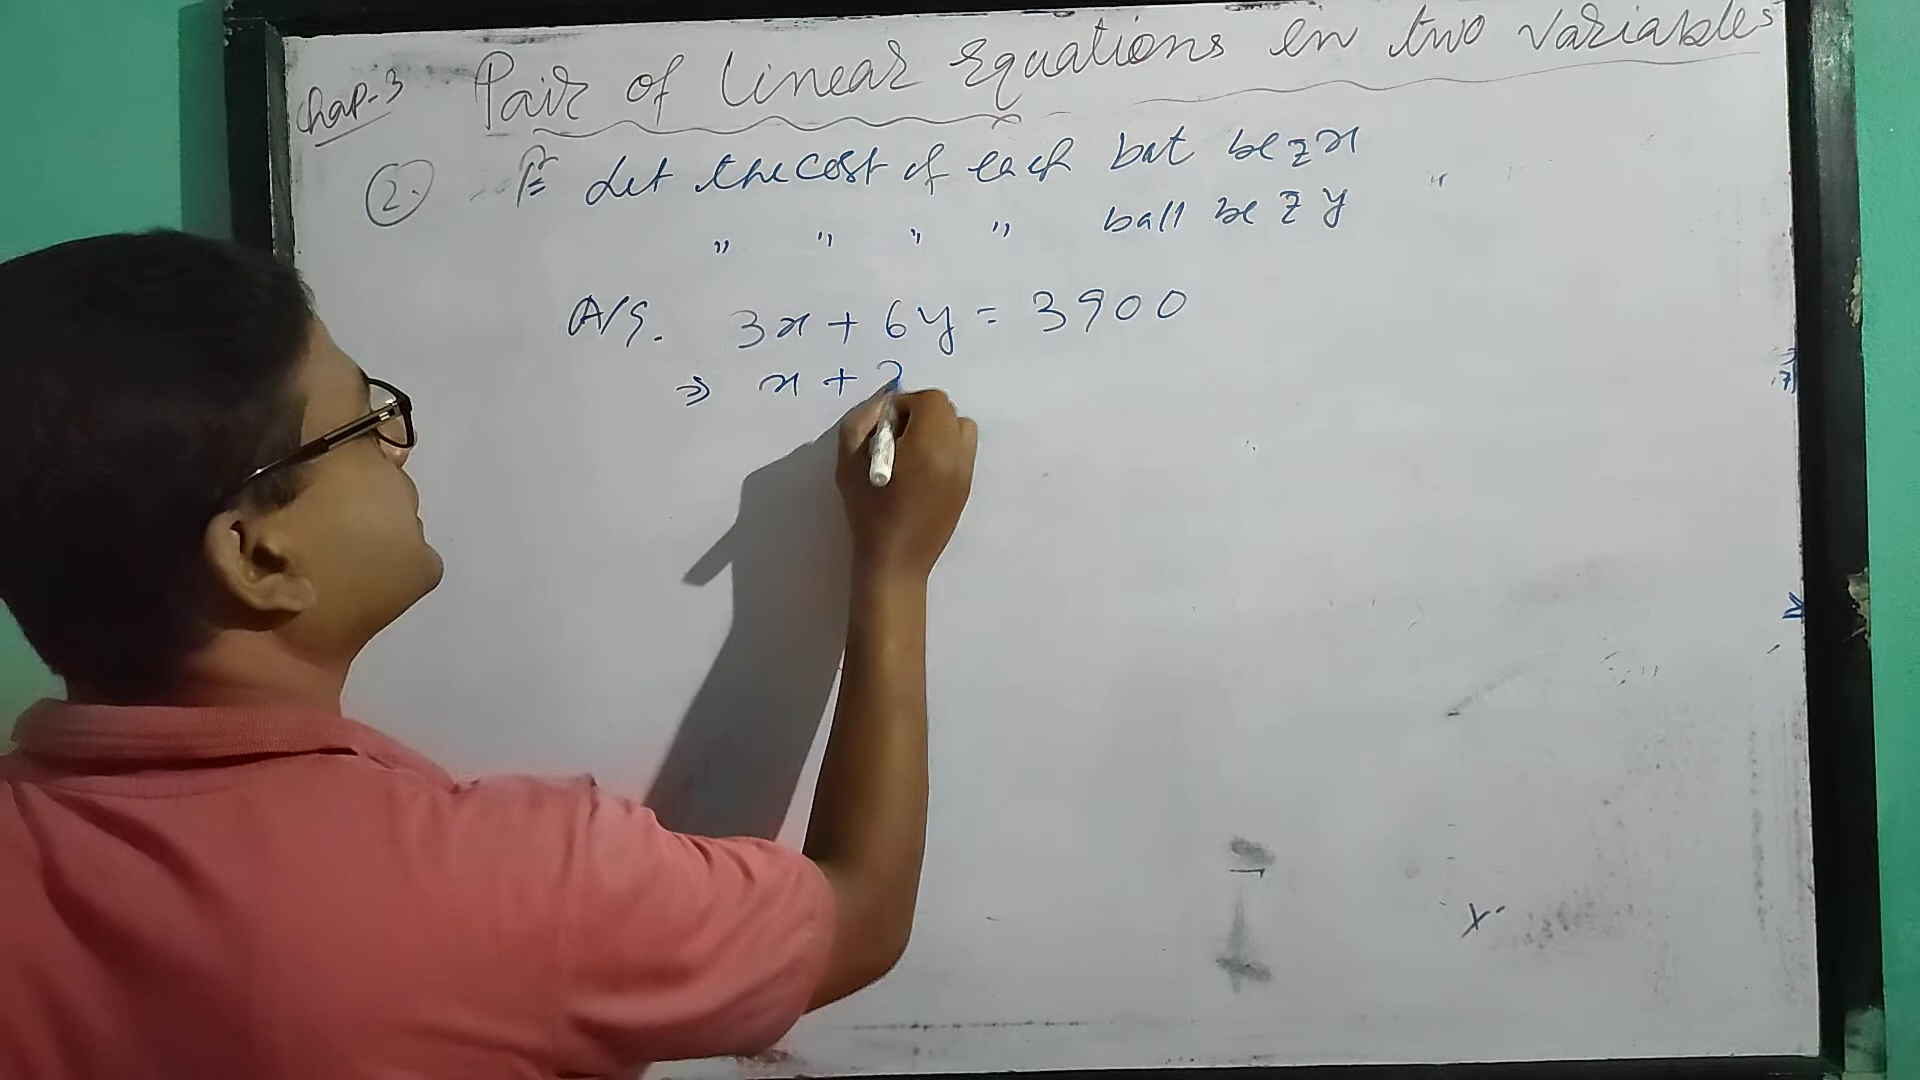 Chap-3 Pair of Linear Equations in two variables
2. Let the cost of each bat be ₹ x
" " " " ball be ₹ y
A/S. 3x + 6y = 3900
⇒ x + 2